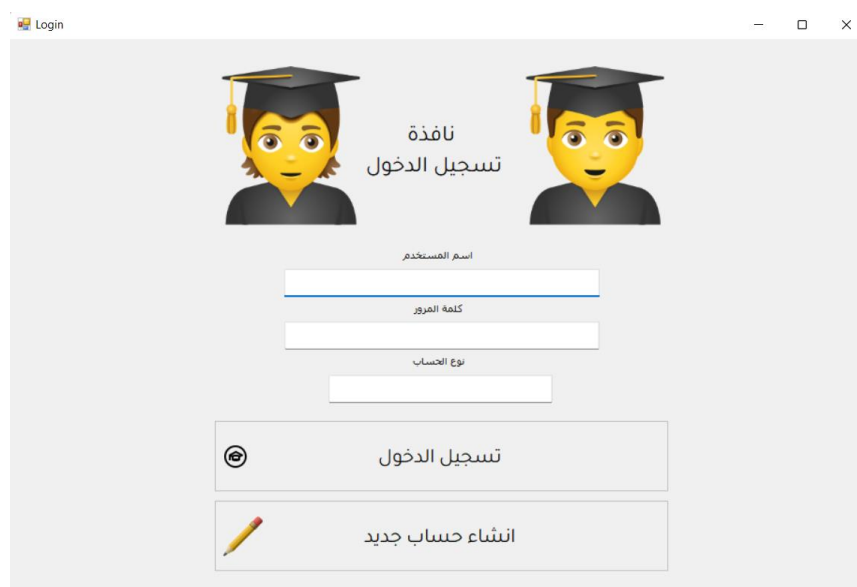 Login
نافذة
تسجيل الدخول
اسم المستخدم
كلمة المرور
نوع الحساب
تسجيل الدخول
انشاء حساب جديد